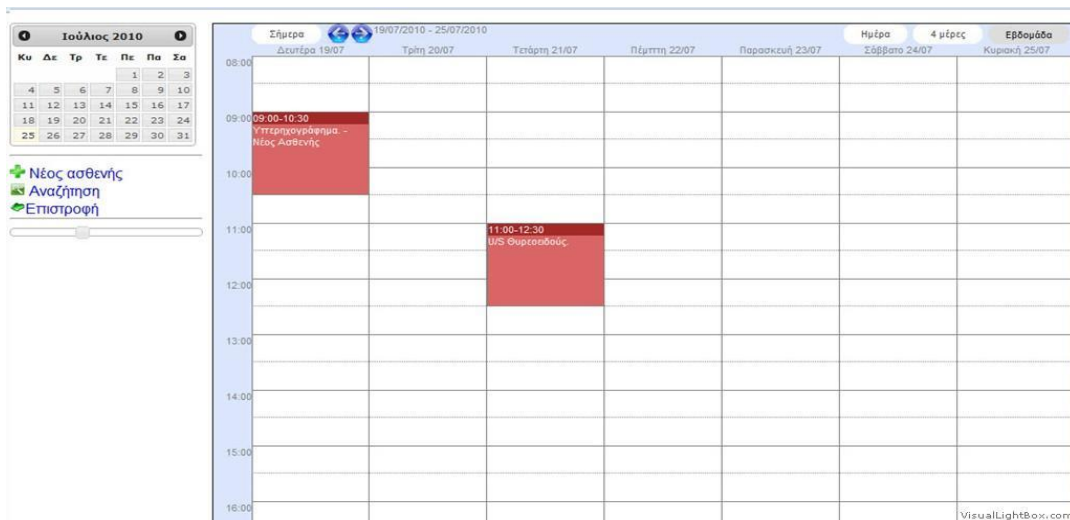 Ιούλιος 2010
Κυ Δε Τρ Τε Πε Πα Σα
1 2 3
4 5 6 7 8 9 10
11 12 13 14 15 16 17
18 19 20 21 22 23 24
25 26 27 28 29 30 31
Νέος ασθενής
Αναζήτηση
Επιστροφή
Σήμερα 19/07/2010 - 25/07/2010 Ημέρα 4 μέρες Εβδομάδα
Δευτέρα 19/07 Τρίτη 20/07 Τετάρτη 21/07 Πέμπτη 22/07 Παρασκευή 23/07 Σάββατο 24/07 Κυριακή 25/07
08:00
09:00 09:00-10:30
Υπερηχογράφημα. -
Νέος Ασθενής
10:00
11:00 11:00-12:30
U/S Θυρεοειδούς.
12:00
13:00
14:00
15:00
16:00
VisualLightBox.com